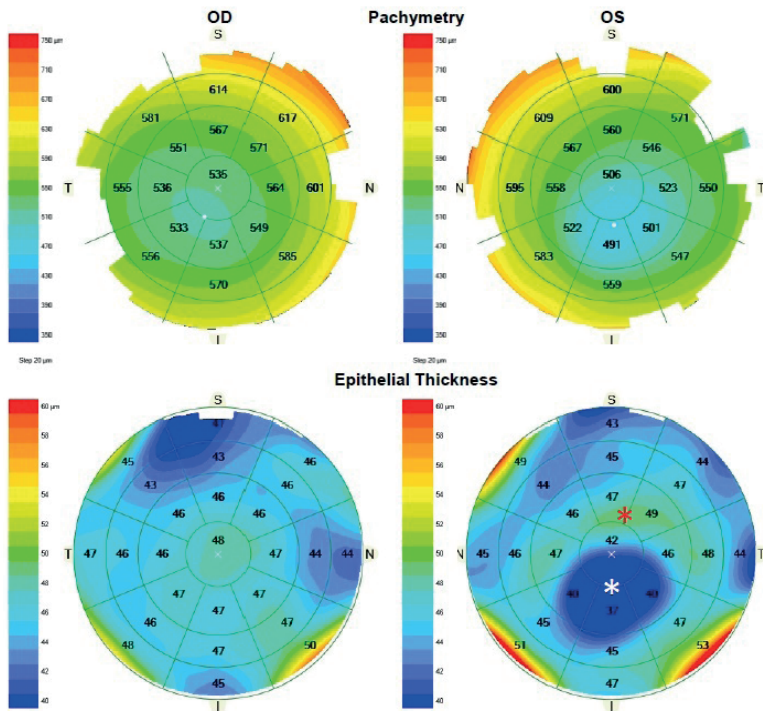 OD Pachymetry OS
S S
750 µm 750 µm
710 710
670 670
630 630
590 590
550 550
510 510
470 470
430 430
390 390
350 350
Step 20 µm Step 20 µm
614 600
581 617 609 571
567 560
551 571 567 546
535 506
T 555 536 564 601 N N 595 558 523 550 T
533 549 522 501
537 491
556 585 583 547
570 559
I I
Epithelial Thickness
S S
60 µm 60 µm
58 58
56 56
54 54
52 52
50 50
48 48
46 46
44 44
42 42
40 40
47 43
45 43 46 49 45 44
43 44 47
46 47
46 46 46 * 49
48 42
T 47 46 46 47 44 44 N N 45 46 46 48 44 T
47 47 40 * 40
47 37
46 47 45 47
48 47 50 51 45 53
45 47
I I